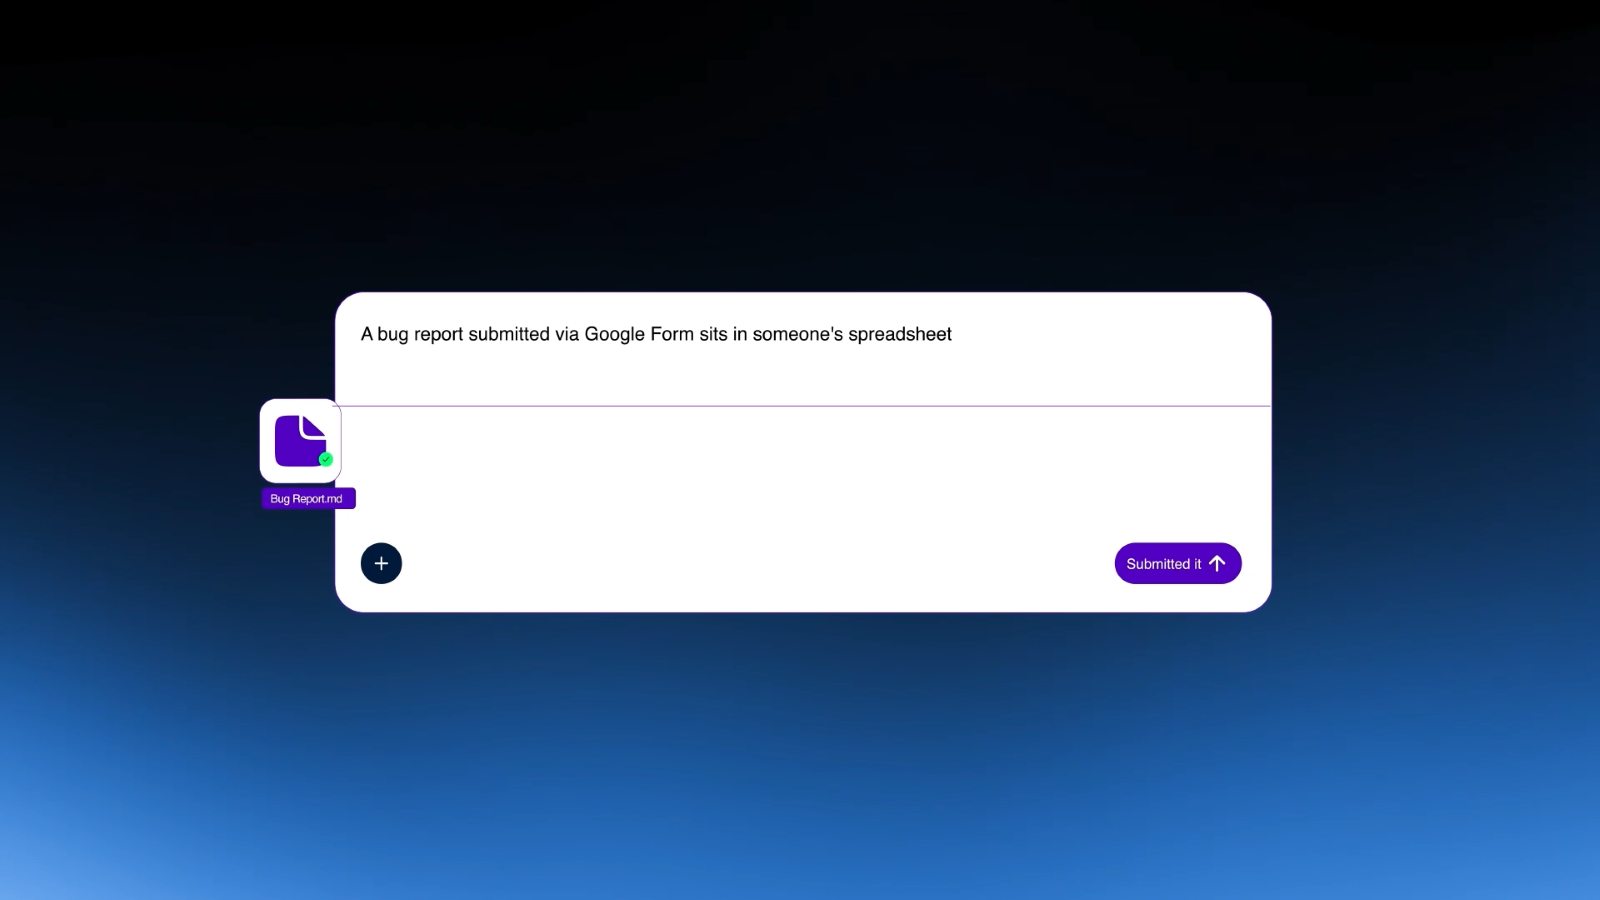 A bug report submitted via Google Form sits in someone's spreadsheet
Bug Report.md
Submitted it